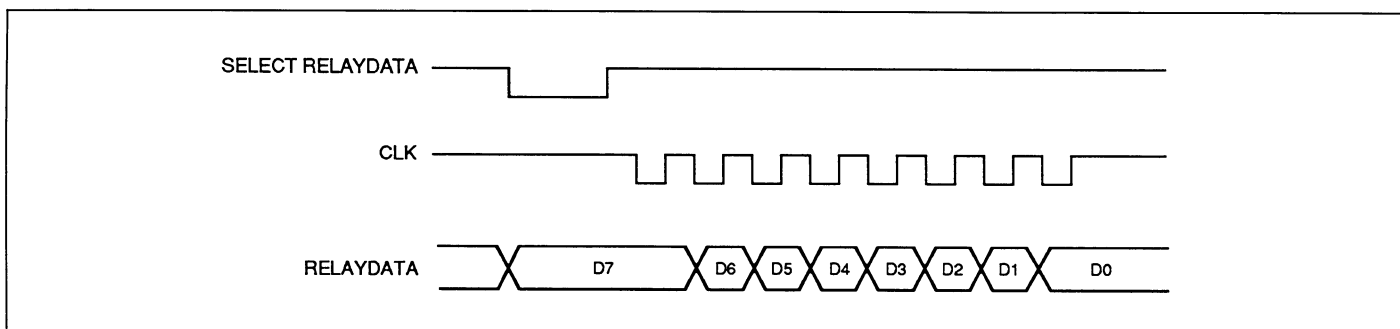 SELECT RELAYDATA
CLK
RELAYDATA
D7 D6 D5 D4 D3 D2 D1 D0